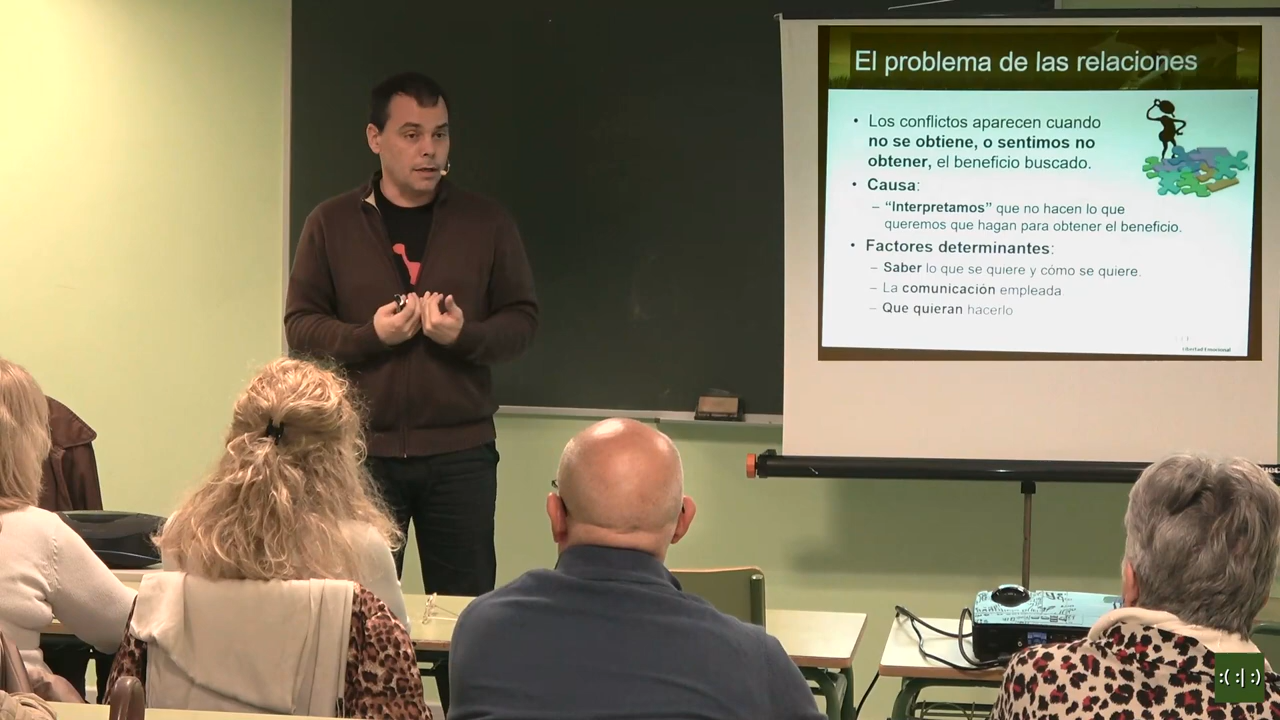 El problema de las relaciones
• Los conflictos aparecen cuando
no se obtiene, o sentimos no
obtener, el beneficio buscado.
• Causa:
– “Interpretamos” que no hacen lo que
queremos que hagan para obtener el beneficio.
• Factores determinantes:
– Saber lo que se quiere y cómo se quiere.
– La comunicación empleada
– Que quieran hacerlo
Libertad Emocional
:( :| :)